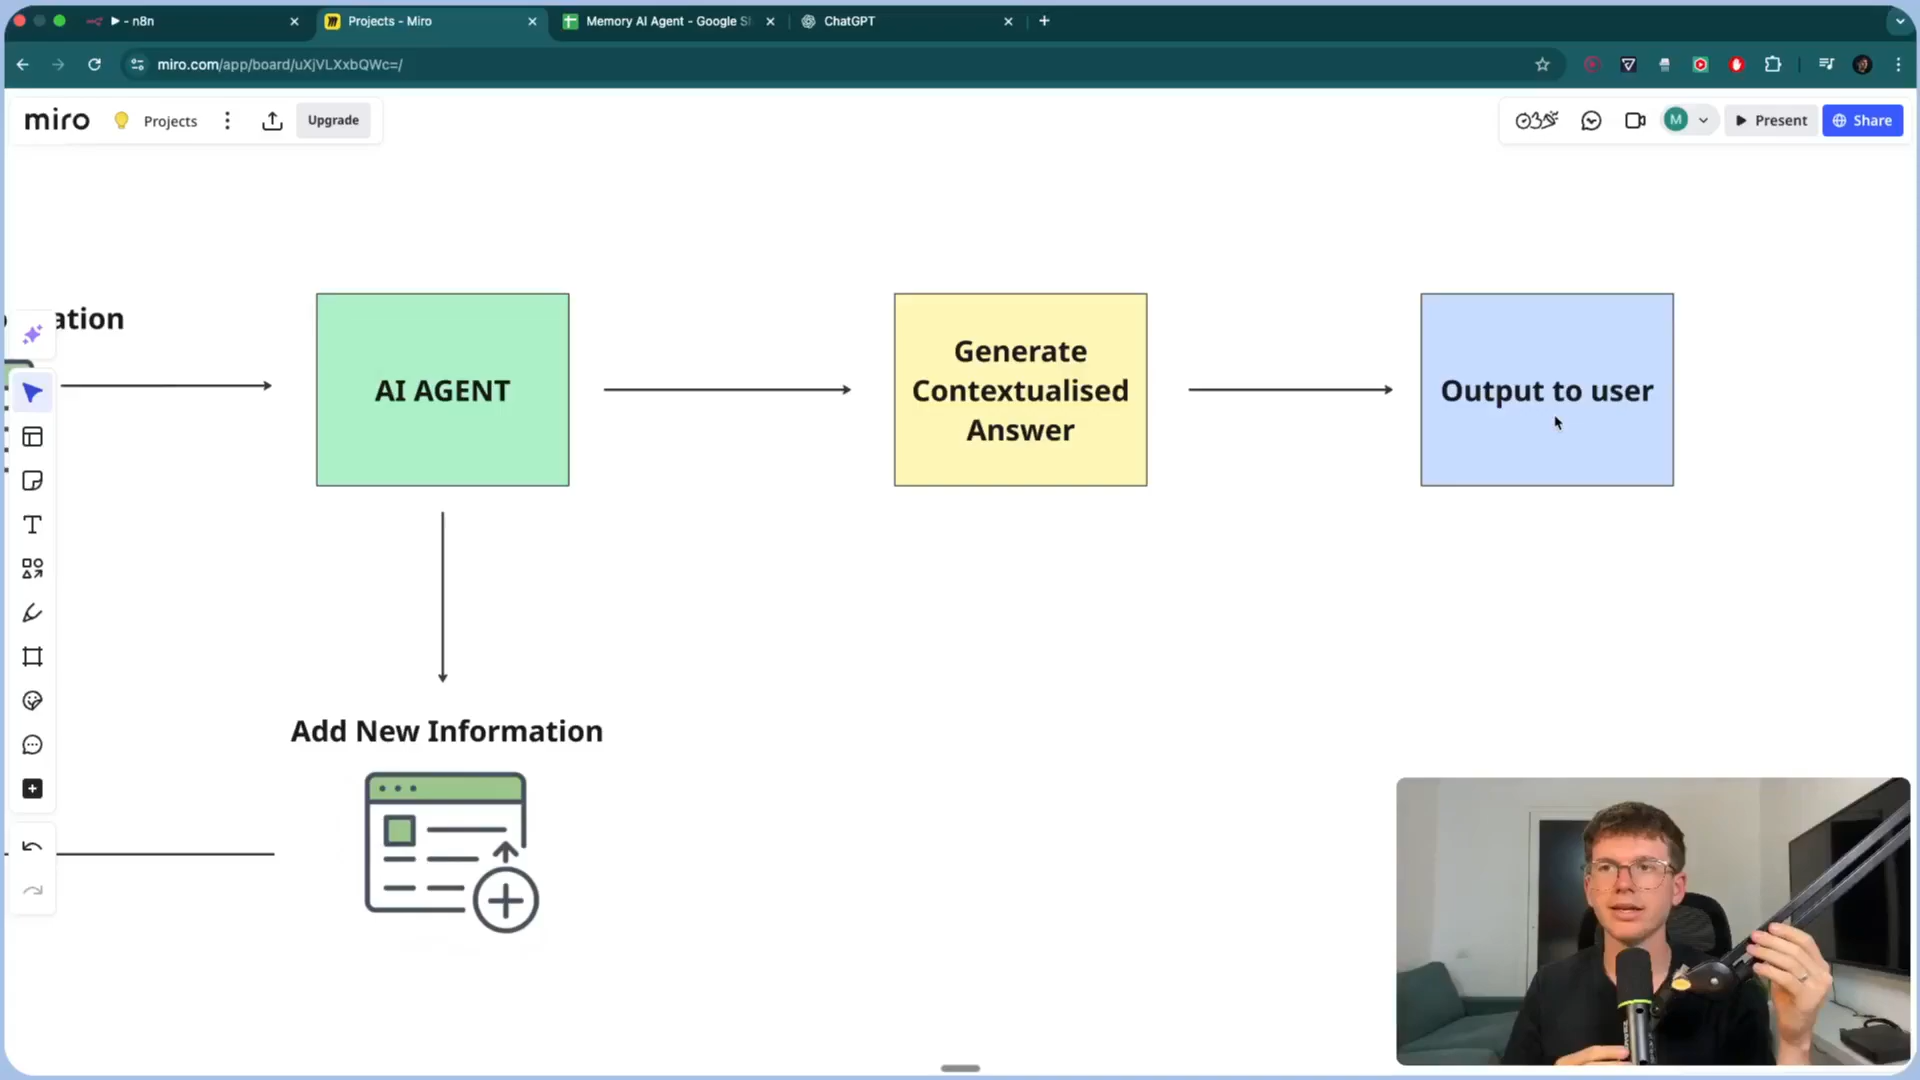 - n8n
Projects - Miro
Memory AI Agent - Google S
ChatGPT
miro.com/app/board/uXjVLXxbQWc=/
miro
Projects
Upgrade
M
Present
Share
ation
AI AGENT
Generate
Contextualised
Answer
Output to user
Add New Information